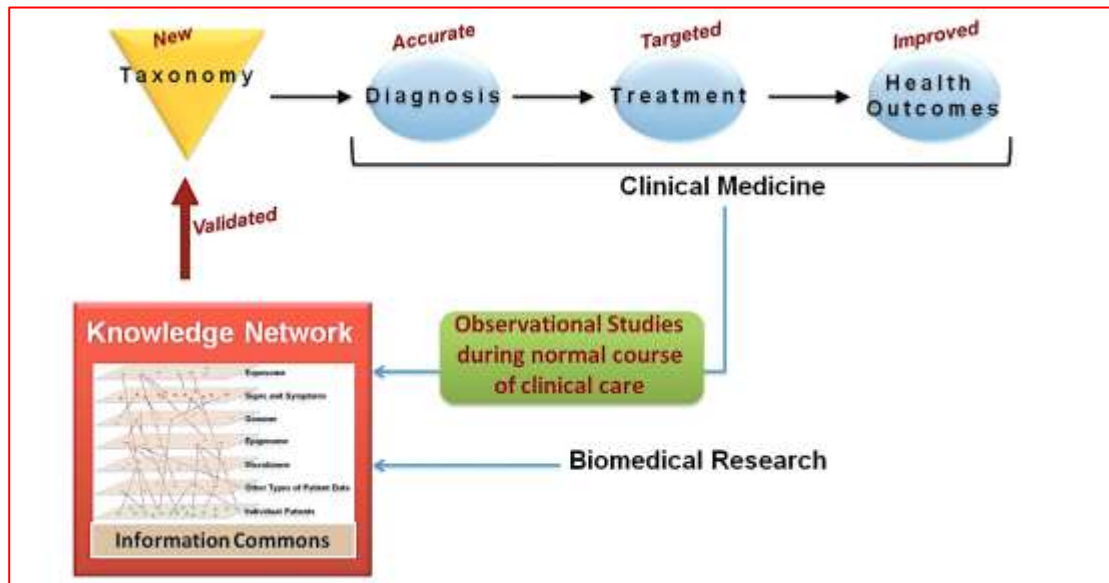 New
Taxonomy
Accurate
Diagnosis
Targeted
Treatment
Improved
Health
Outcomes
Clinical Medicine
Validated
Knowledge Network
Exposome
Signs and Symptoms
Genome
Epigenome
Microbiome
Other Types of Patient Data
Individual Patients
Information Commons
Observational Studies
during normal course
of clinical care
Biomedical Research